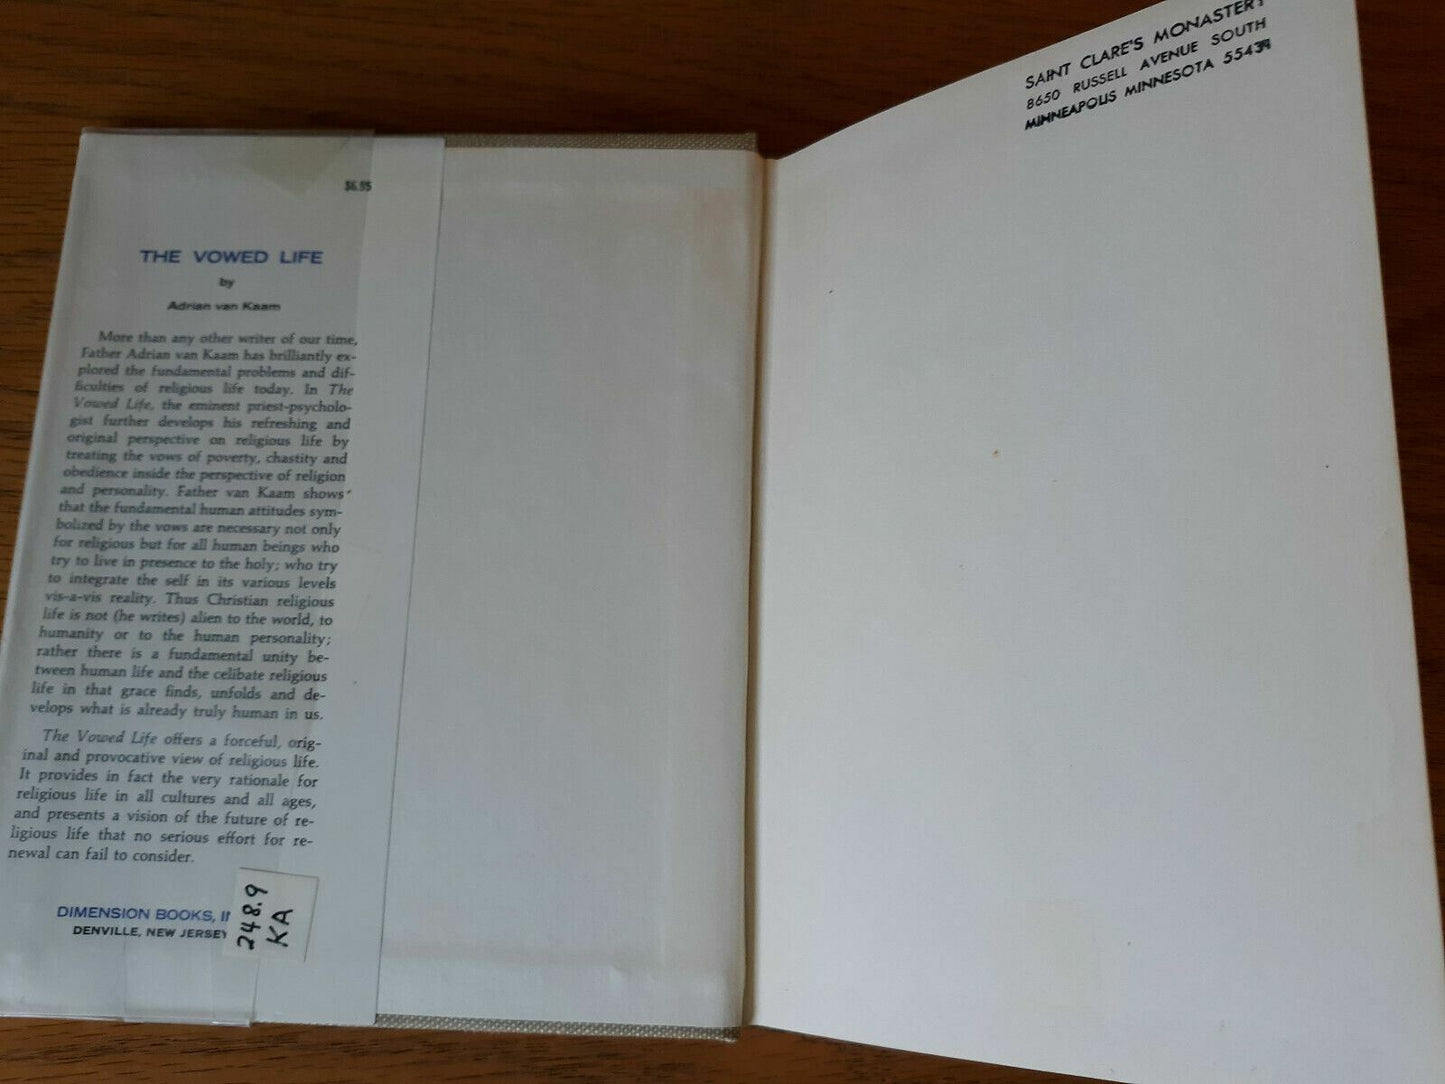 $6.95
THE VOWED LIFE
by
Adrian van Kaam
More than any other writer of our time,
Father Adrian van Kaam has brilliantly ex-
plored the fundamental problems and dif-
ficulties of religious life today. In The
Vowed Life, the eminent priest-psycholo-
gist further develops his refreshing and
original perspective on religious life by
treating the vows of poverty, chastity and
obedience inside the perspective of religion
and personality. Father van Kaam shows
that the fundamental human attitudes sym-
bolized by the vows are necessary not only
for religious but for all human beings who
try to live in presence to the holy; who try
to integrate the self in its various levels
vis-a-vis reality. Thus Christian religious
life is not (he writes) alien to the world, to
humanity or to the human personality;
rather there is a fundamental unity be-
tween human life and the celibate religious
life in that grace finds, unfolds and de-
velops what is already truly human in us.
The Vowed Life offers a forceful, orig-
inal and provocative view of religious life.
It provides in fact the very rationale for
religious life in all cultures and all ages,
and presents a vision of the future of re-
ligious life that no serious effort for re-
newal can fail to consider.
DIMENSION BOOKS,
DENVILLE, NEW JERSEY
248.9
KA
SAINT CLARE'S MONASTERY
8650 RUSSELL AVENUE SOUTH
MINNEAPOLIS MINNESOTA